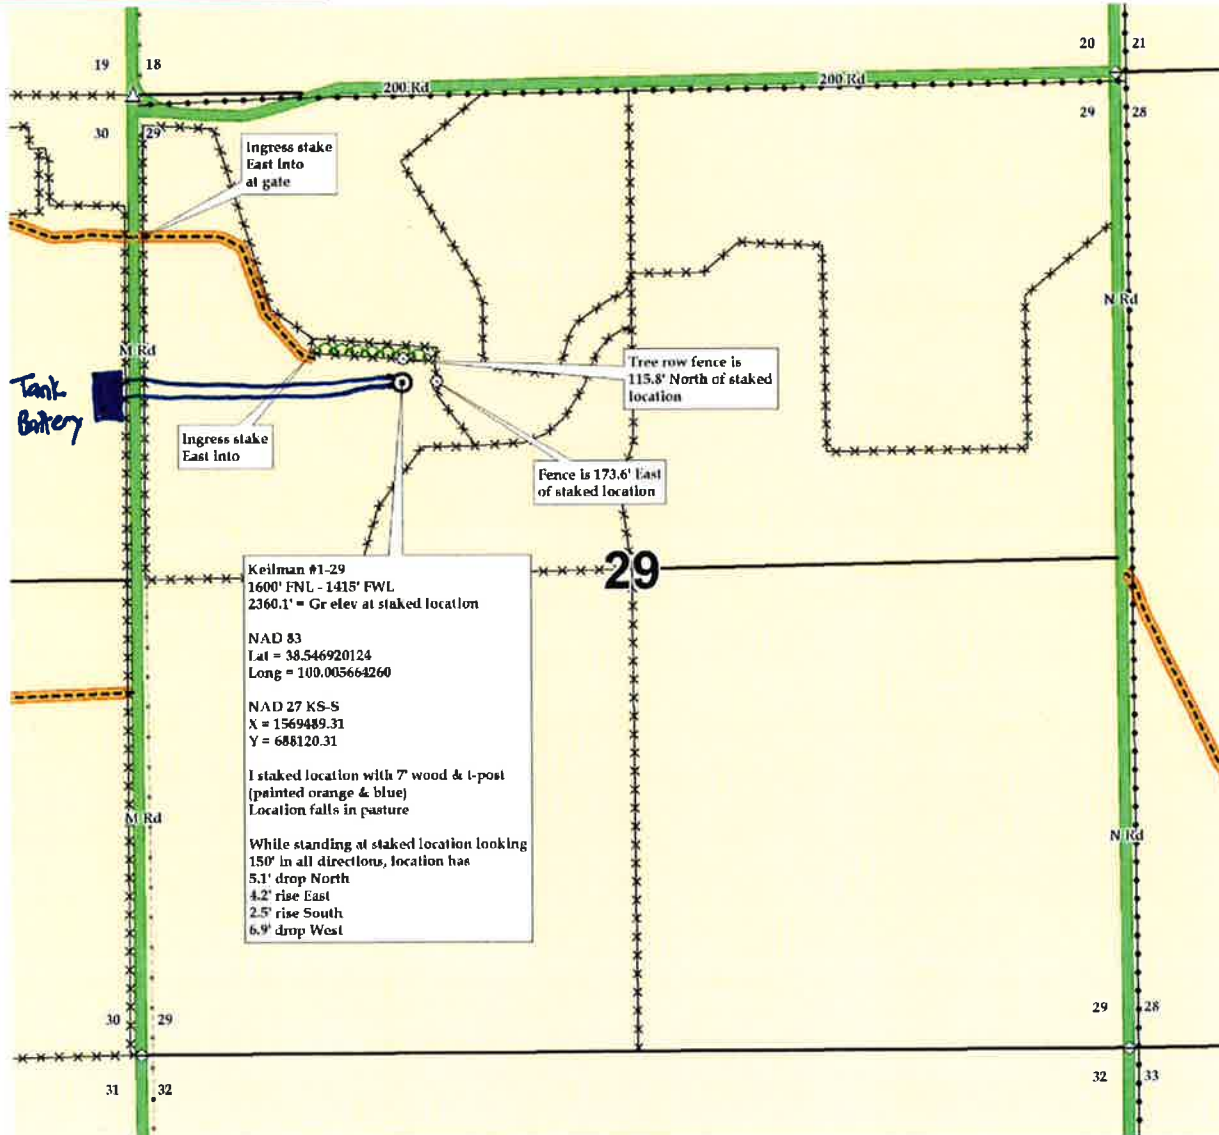 19 18
30 29
20 21
29 28
200 Rd
200 Rd
Ingress stake
East into
at gate
M Rd
N Rd
Tank
Battery
Tree row fence is
115.8' North of staked
location
Ingress stake
East into
Fence is 173.6' East
of staked location
29
Keilman #1-29
1600' FNL - 1415' FWL
2360.1' = Gr elev at staked location
NAD 83
Lat = 38.546920124
Long = 100.005664260
NAD 27 KS-S
X = 1569489.31
Y = 688120.31
I staked location with 7' wood & t-post
(painted orange & blue)
Location falls in pasture
While standing at staked location looking
150' in all directions, location has
5.1' drop North
4.2' rise East
2.5' rise South
6.9' drop West
M Rd
N Rd
30 29
31 32
29 28
32 33